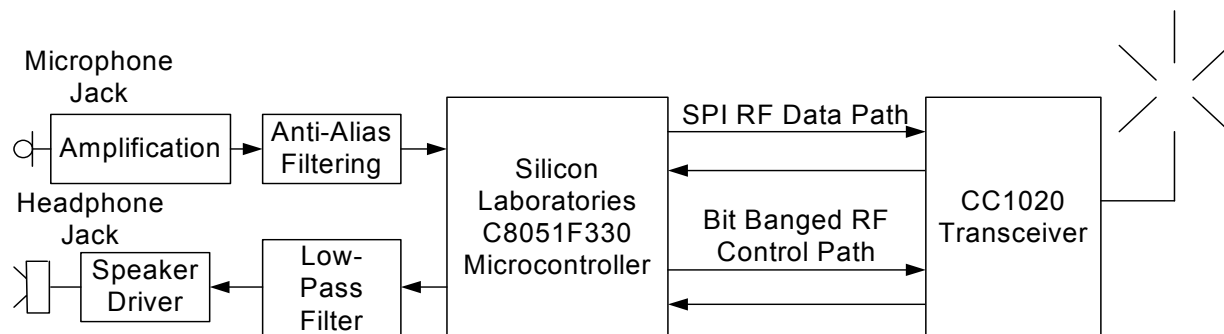 Microphone
Jack
Amplification
Anti-Alias
Filtering
Headphone
Jack
Speaker
Driver
Low-
Pass
Filter
Silicon
Laboratories
C8051F330
Microcontroller
SPI RF Data Path
Bit Banged RF
Control Path
CC1020
Transceiver